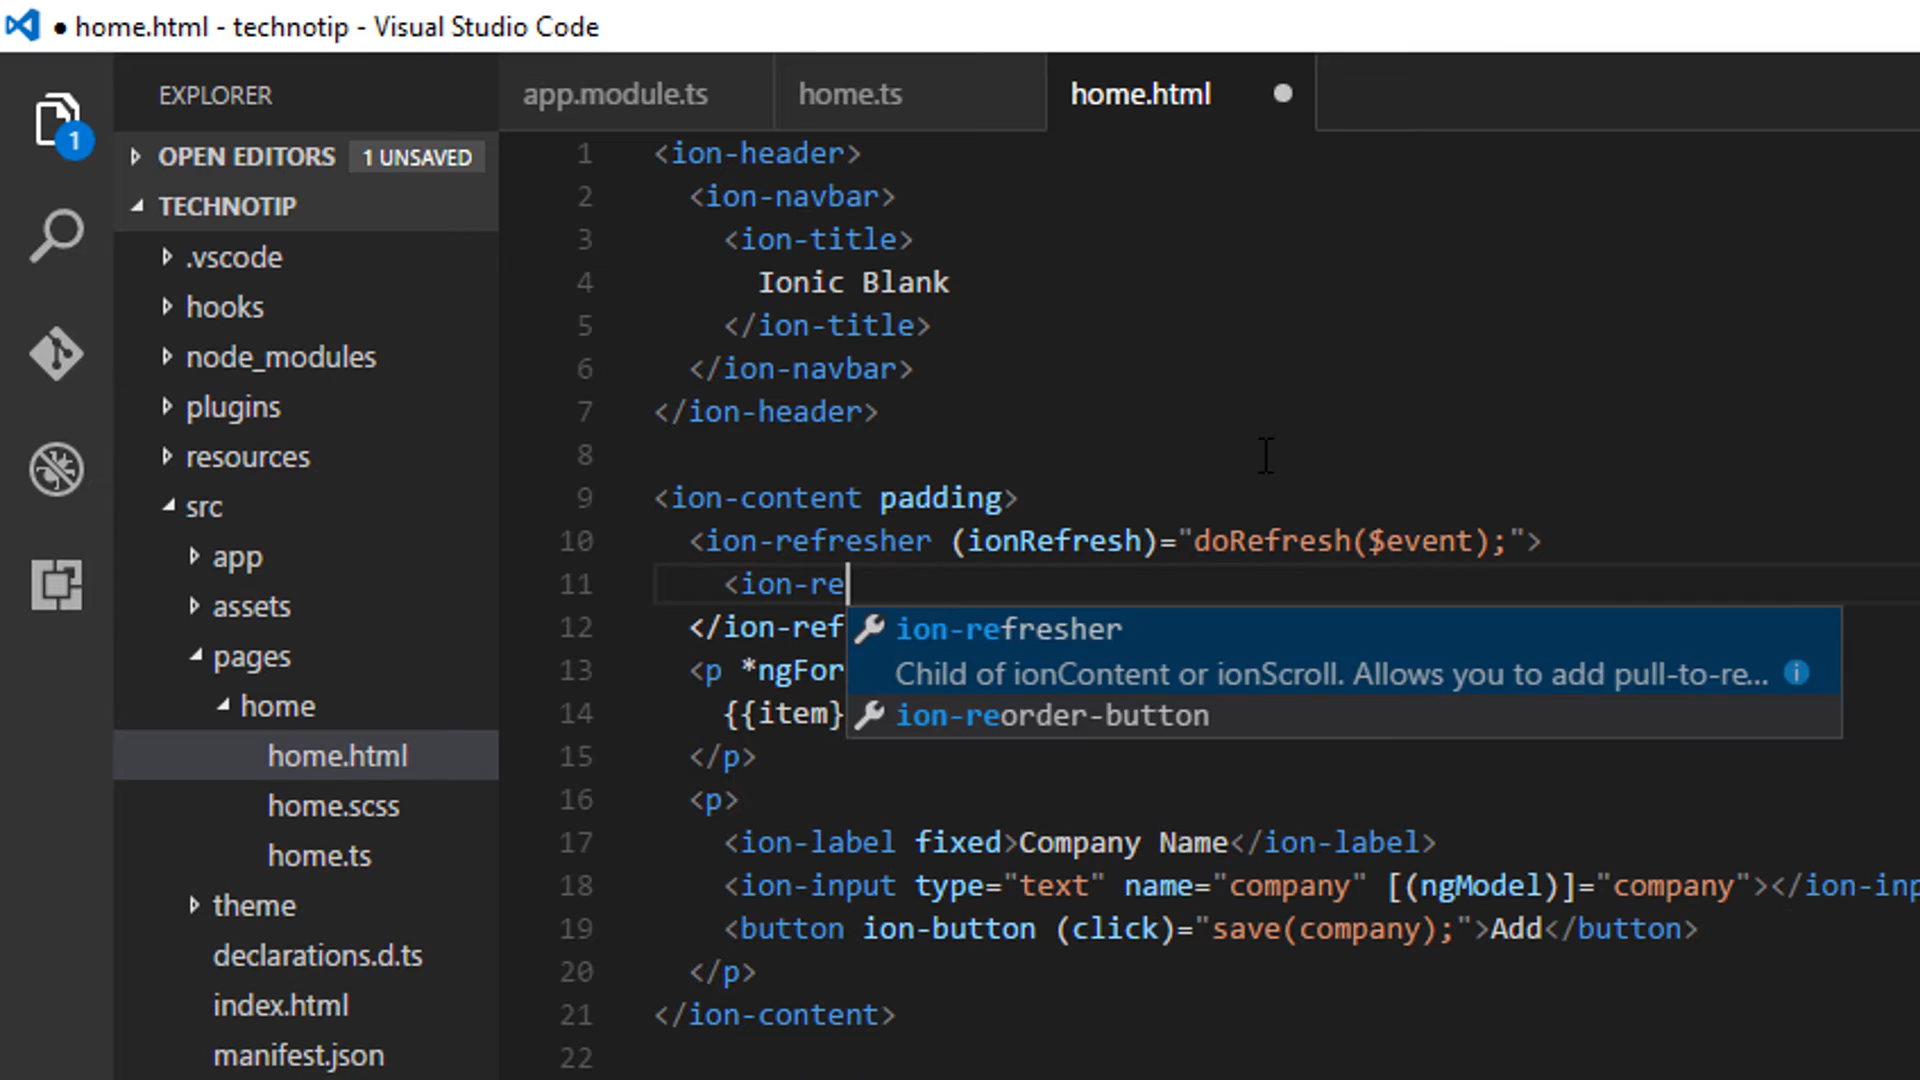 ● home.html - technotip - Visual Studio Code
EXPLORER
1
OPEN EDITORS 1 UNSAVED
TECHNOTIP
.vscode
hooks
node_modules
plugins
resources
src
app
assets
pages
home
home.html
home.scss
home.ts
theme
declarations.d.ts
index.html
manifest.json
app.module.ts home.ts home.html ●
1 <ion-header>
2 <ion-navbar>
3 <ion-title>
4 Ionic Blank
5 </ion-title>
6 </ion-navbar>
7 </ion-header>
8
9 <ion-content padding>
10 <ion-refresher (ionRefresh)="doRefresh($event);">
11 <ion-re
12 </ion-ref
ion-refresher
Child of ionContent or ionScroll. Allows you to add pull-to-re...
ion-reorder-button
13 <p *ngFor
14 {{item}
15 </p>
16 <p>
17 <ion-label fixed>Company Name</ion-label>
18 <ion-input type="text" name="company" [(ngModel)]="company"></ion-inp
19 <button ion-button (click)="save(company);">Add</button>
20 </p>
21 </ion-content>
22